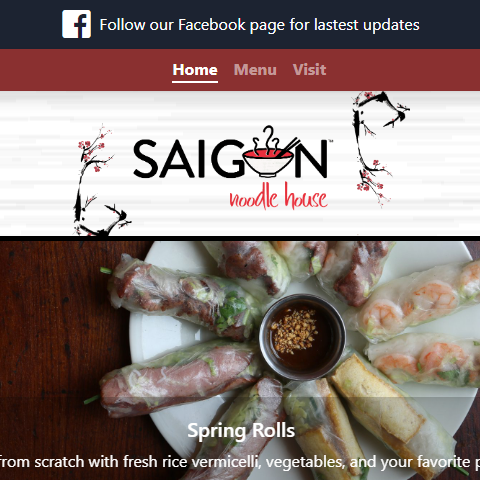 Follow our Facebook page for lastest updates
Home Menu Visit
SAIGON™
noodle house
Spring Rolls
from scratch with fresh rice vermicelli, vegetables, and your favorite